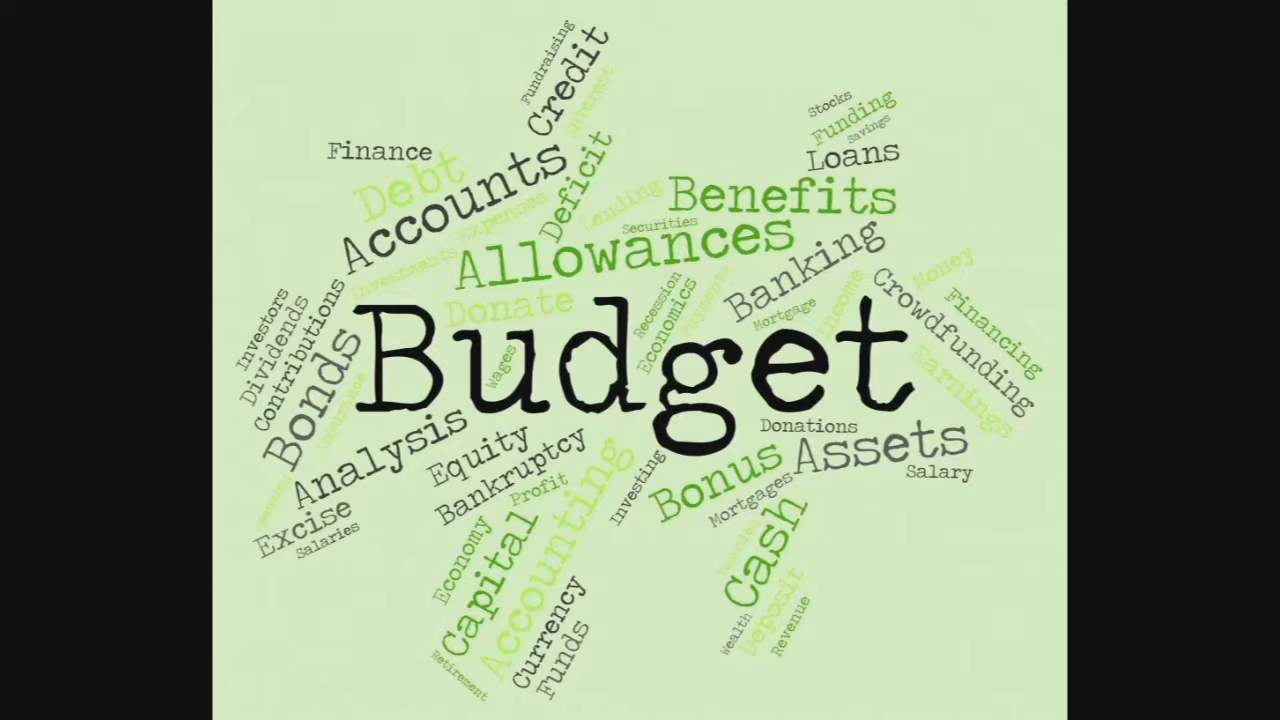 Fundraising
Credit
Interest
Stocks
Funding
Savings
Loans
Finance
Debt
Accounts
Expenses
Investments
Deficit
Lending
Securities
Benefits
Allowances
Banking
Donate
Recession
Economics
Payments
Mortgage
Income
Money
Crowdfunding
Financing
Earnings
Investors
Dividends
Contributions
Bonds
Insurance
Budget
Wages
Analysis
Equity
Bankruptcy
Profit
Excise
Salaries
Economy
Capital
Accounting
Investing
Bonus
Mortgages
Donations
Assets
Salary
Cash
Deposit
Wealth
Revenue
Currency
Funds
Retirement